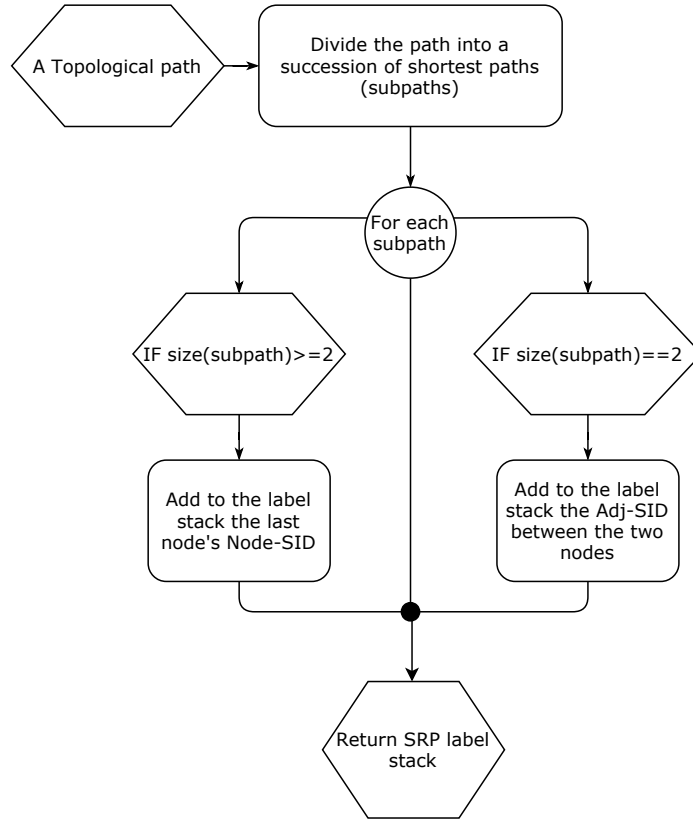 A Topological path
Divide the path into a
succession of shortest paths
(subpaths)
For each
subpath
IF size(subpath)>=2
IF size(subpath)==2
Add to the label
stack the last
node's Node-SID
Add to the label
stack the Adj-SID
between the two
nodes
Return SRP label
stack